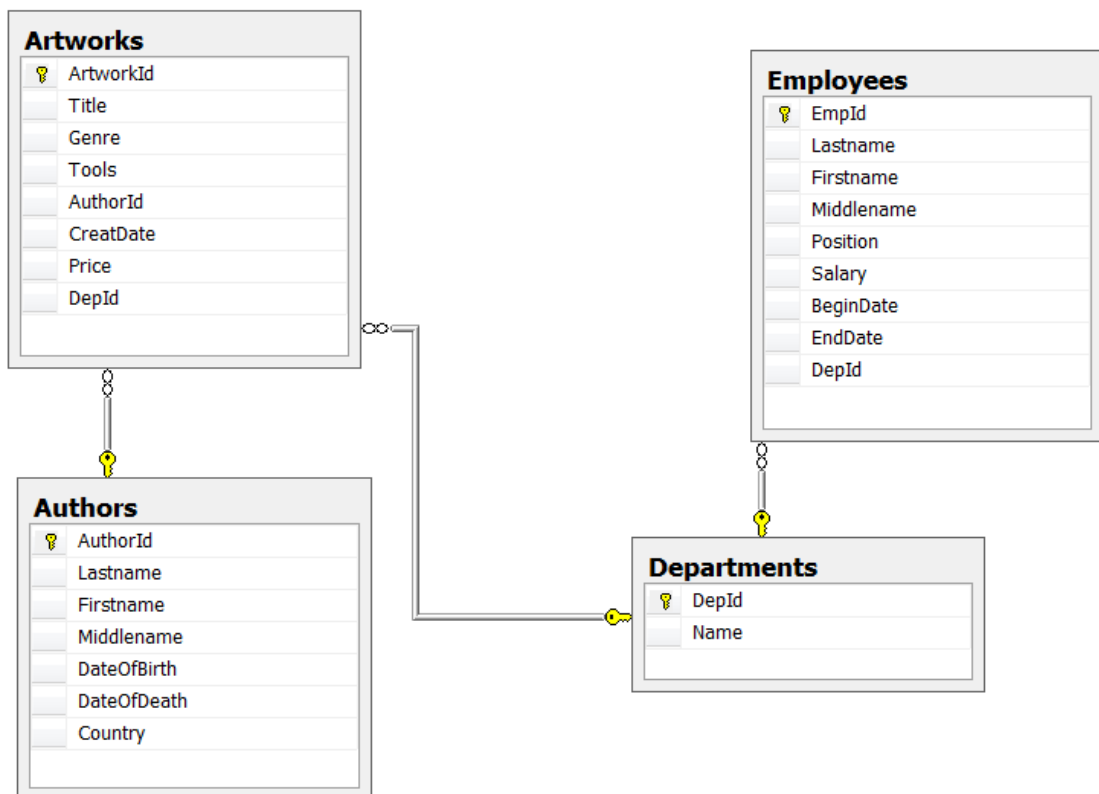 Artworks
ArtworkId
Title
Genre
Tools
AuthorId
CreatDate
Price
DepId
Employees
EmpId
Lastname
Firstname
Middlename
Position
Salary
BeginDate
EndDate
DepId
Authors
AuthorId
Lastname
Firstname
Middlename
DateOfBirth
DateOfDeath
Country
Departments
DepId
Name